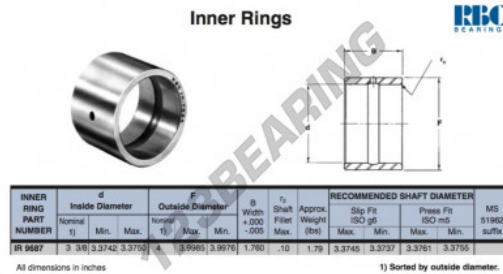 Inner Rings
RBC
BEARINGS
123BEARING
B
rs
d
F
INNER RING PART NUMBER
d Inside Diameter
F Outside Diameter
B Width +.000 -.005
rs Shaft Fillet Max.
Approx. Weight (lbs)
RECOMMENDED SHAFT DIAMETER
Slip Fit ISO g6
Press Fit ISO m5
MS 51962 suffix
Nominal 1) Min. Max. Nominal 1) Max. Min. Max. Min. Max. Min.
IR 9687 3 3/8 3.3742 3.3750 4 3.9985 3.9976 1.760 .10 1.79 3.3745 3.3737 3.3761 3.3755
All dimensions in inches
1) Sorted by outside diameter.